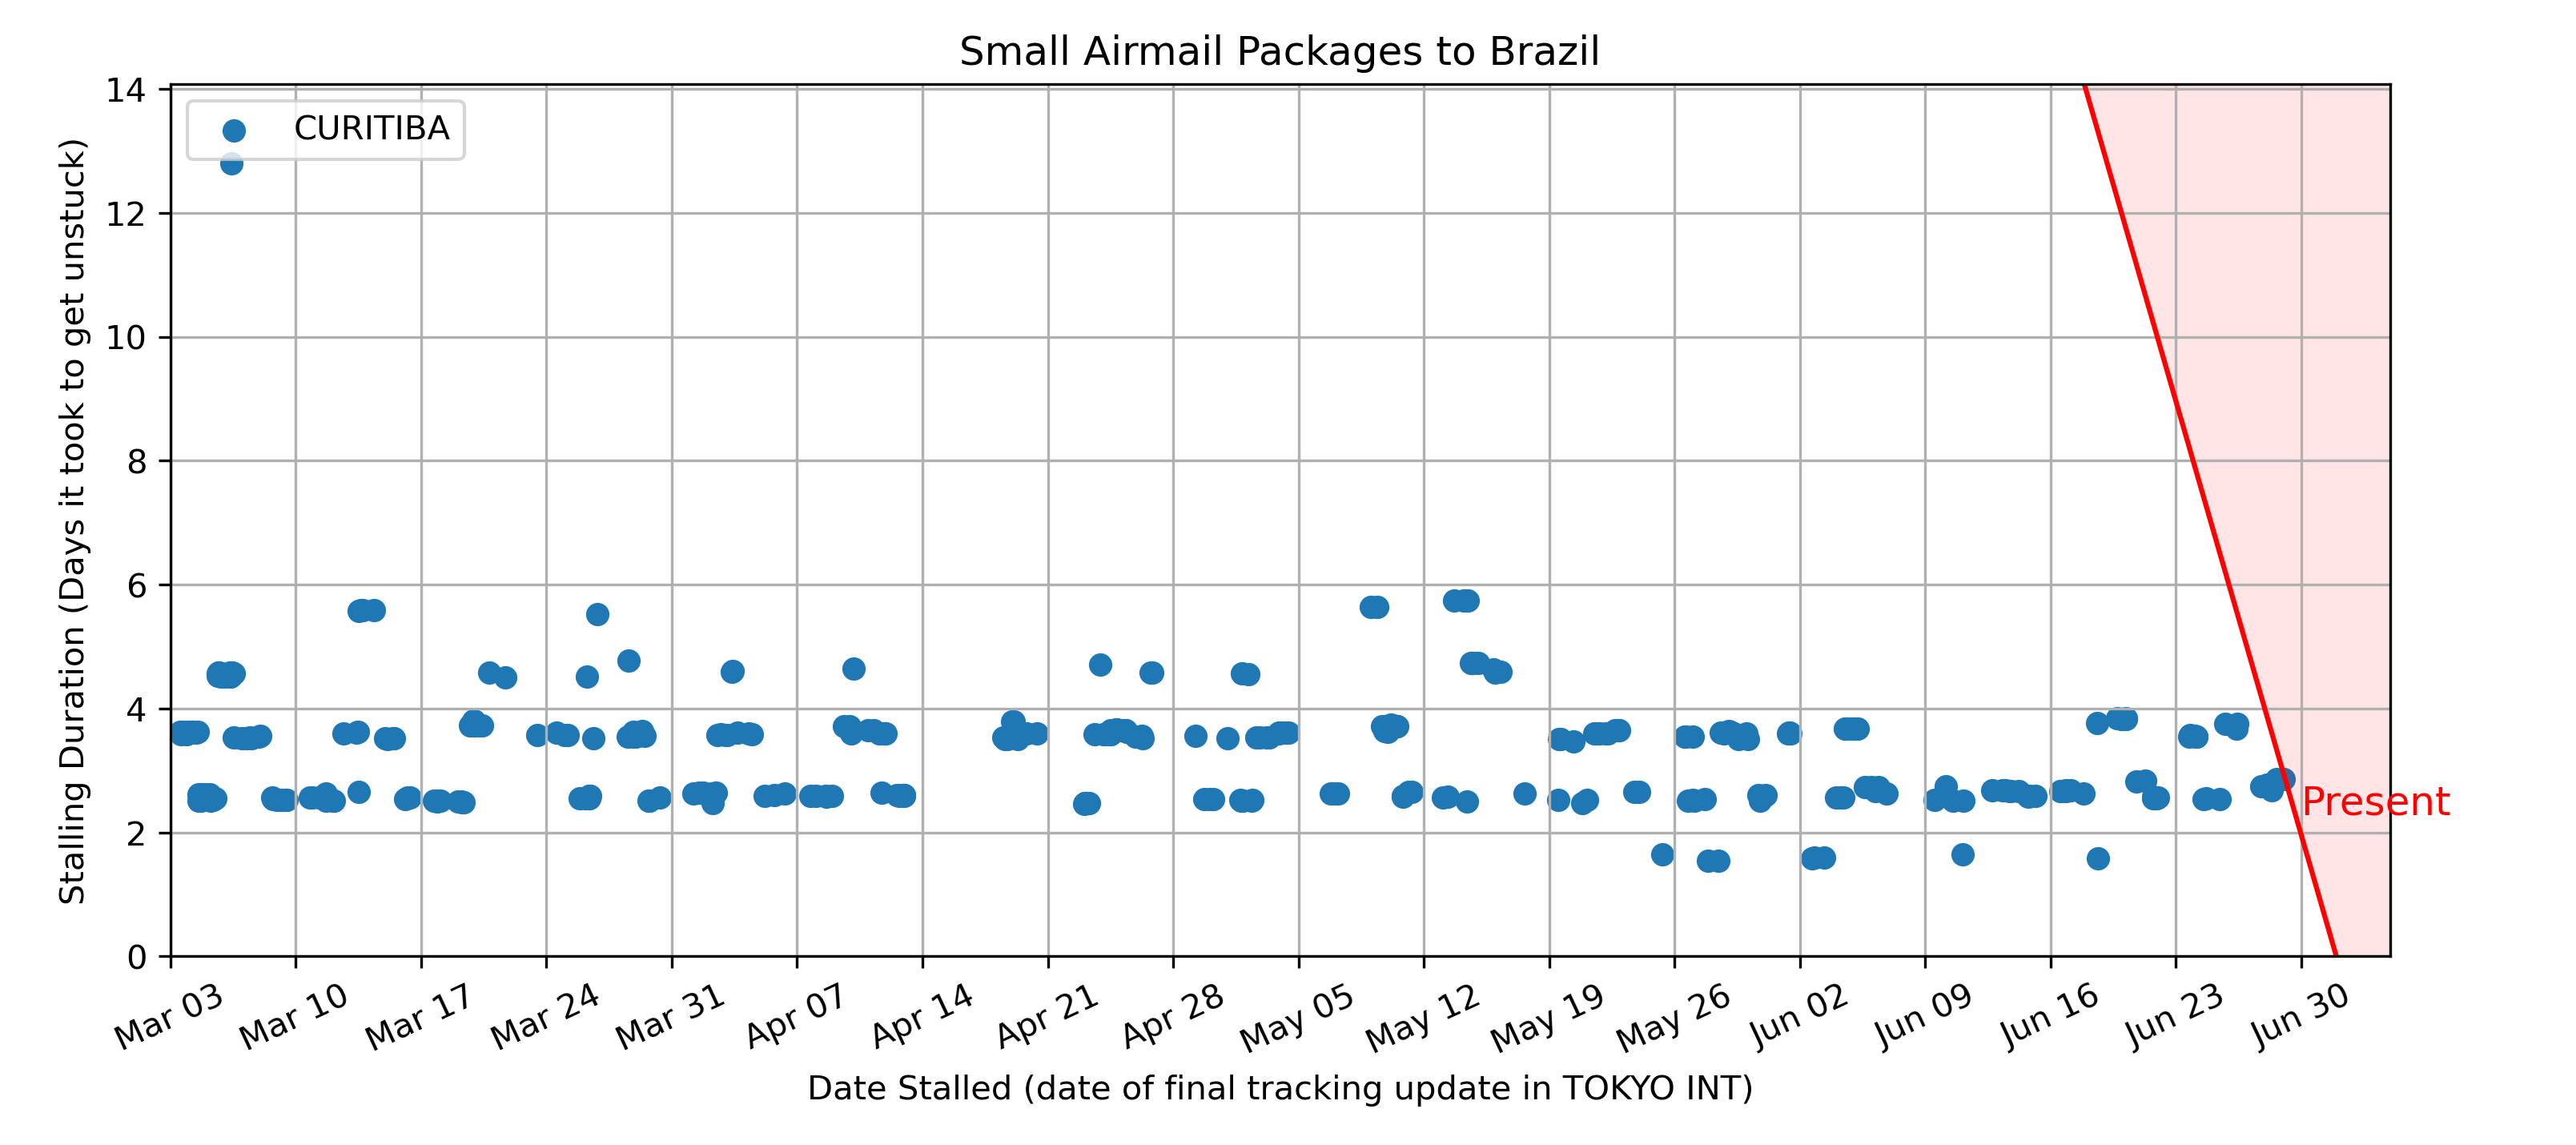 Small Airmail Packages to Brazil
CURITIBA
Stalling Duration (Days it took to get unstuck)
14
12
10
8
6
4
2
0
Present
Mar 03 Mar 10 Mar 17 Mar 24 Mar 31 Apr 07 Apr 14 Apr 21 Apr 28 May 05 May 12 May 19 May 26 Jun 02 Jun 09 Jun 16 Jun 23 Jun 30
Date Stalled (date of final tracking update in TOKYO INT)